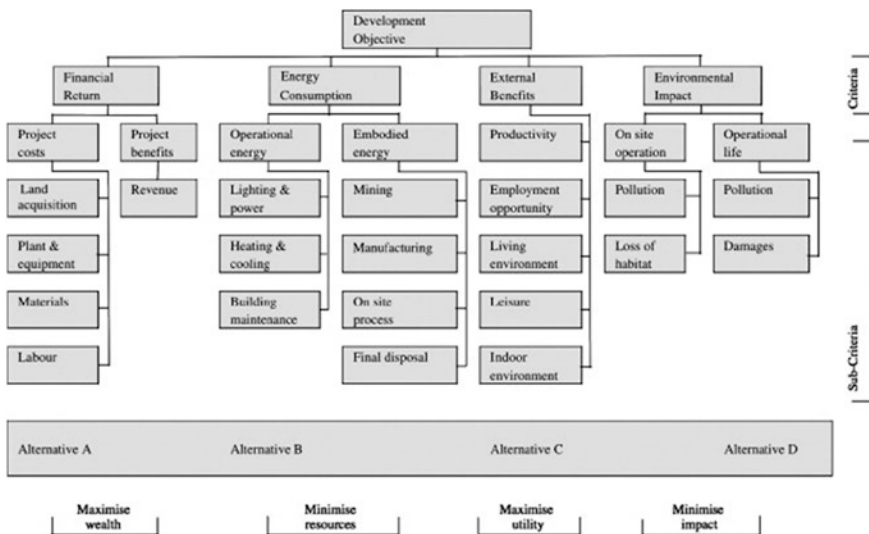 Development
Objective
Financial
Return
Energy
Consumption
External
Benefits
Environmental
Impact
Criteria
Project
costs
Project
benefits
Operational
energy
Embodied
energy
Productivity
On site
operation
Operational
life
Land
acquisition
Revenue
Lighting &
power
Mining
Employment
opportunity
Pollution
Pollution
Plant &
equipment
Heating &
cooling
Manufacturing
Living
environment
Loss of
habitat
Damages
Materials
Building
maintenance
On site
process
Leisure
Labour
Final disposal
Indoor
environment
Sub-Criteria
Alternative A
Alternative B
Alternative C
Alternative D
Maximise
wealth
Minimise
resources
Maximise
utility
Minimise
impact